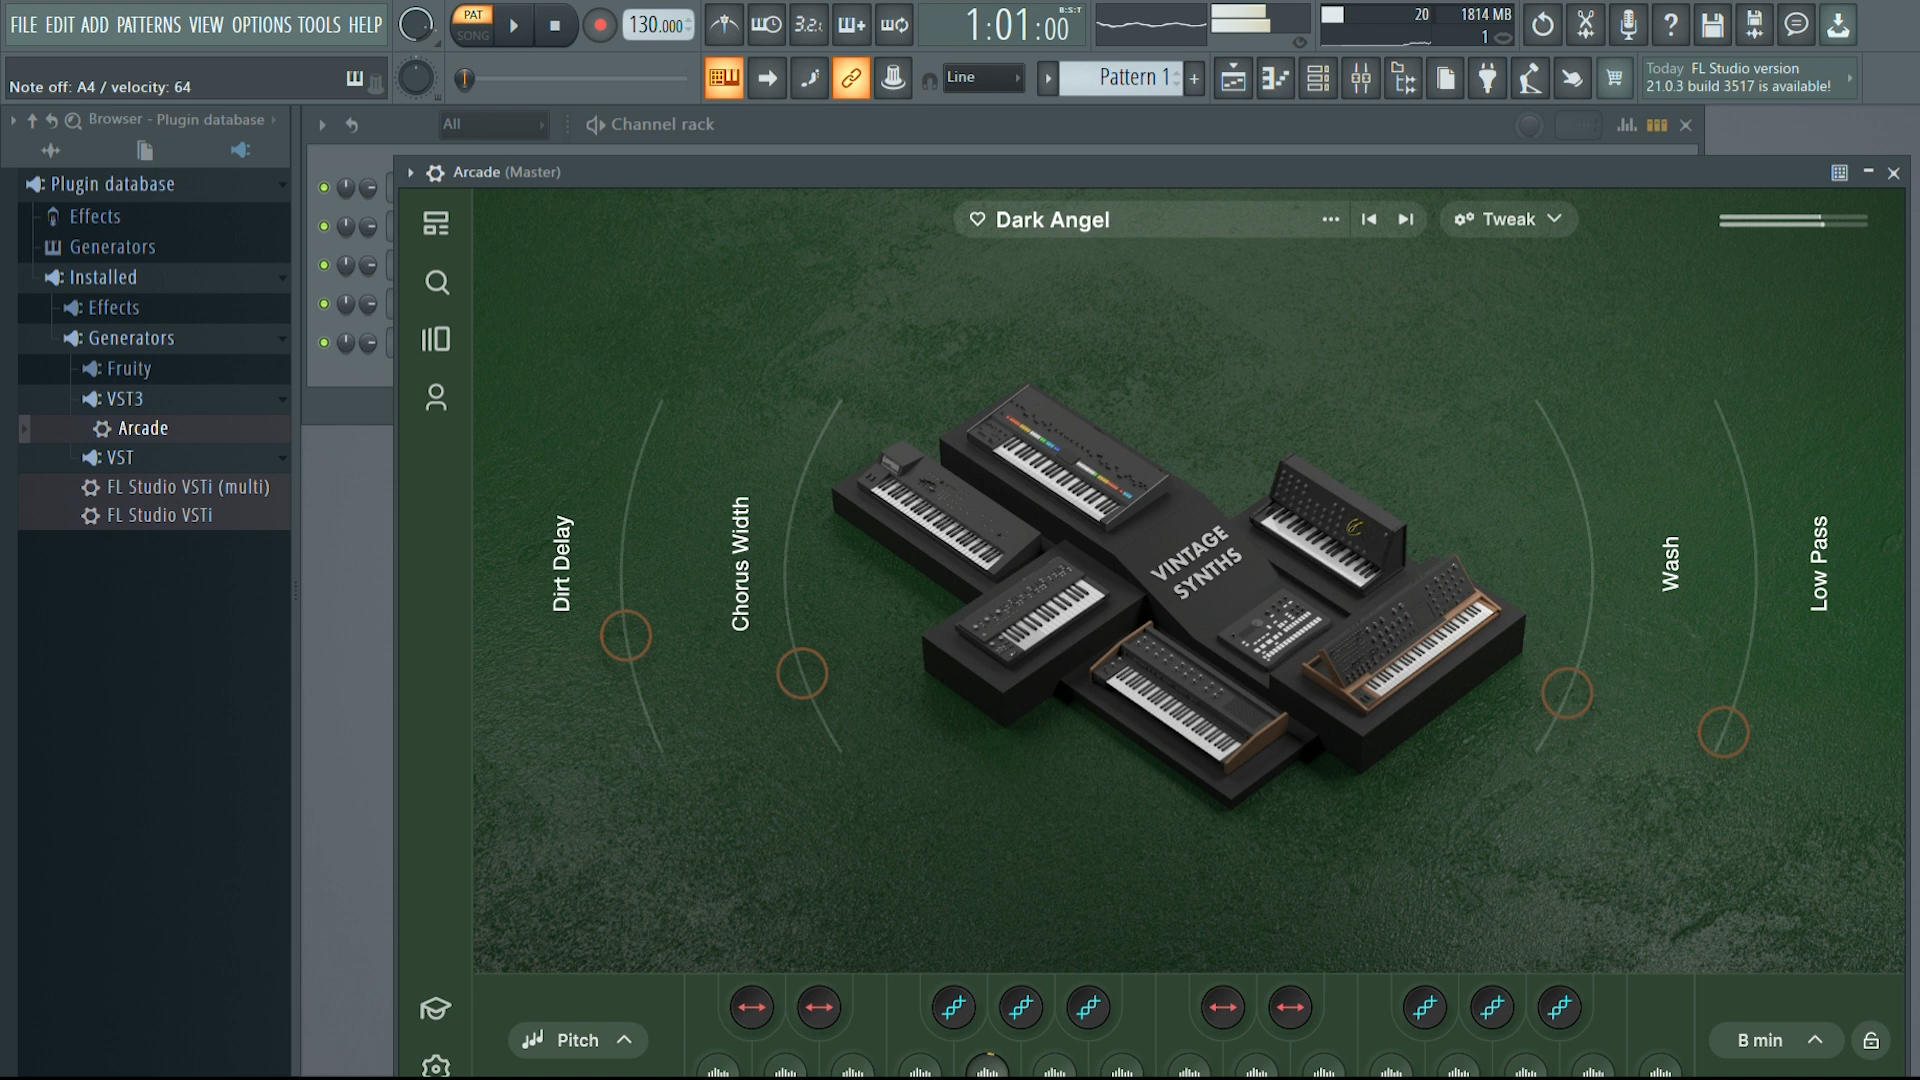 FILE EDIT ADD PATTERNS VIEW OPTIONS TOOLS HELP
PAT
SONG
130.000
3.2.1
1:01:00
B:S:T
20
1814 MB
1
Note off: A4 / velocity: 64
Line
Pattern 1
+
Today FL Studio version
21.0.3 build 3517 is available!
Browser - Plugin database
All
Channel rack
Plugin database
Effects
Generators
Installed
Effects
Generators
Fruity
VST3
Arcade
VST
FL Studio VSTi (multi)
FL Studio VSTi
Arcade (Master)
Dark Angel
Tweak
Dirt Delay
Chorus Width
VINTAGE
SYNTHS
Wash
Low Pass
Pitch
B min